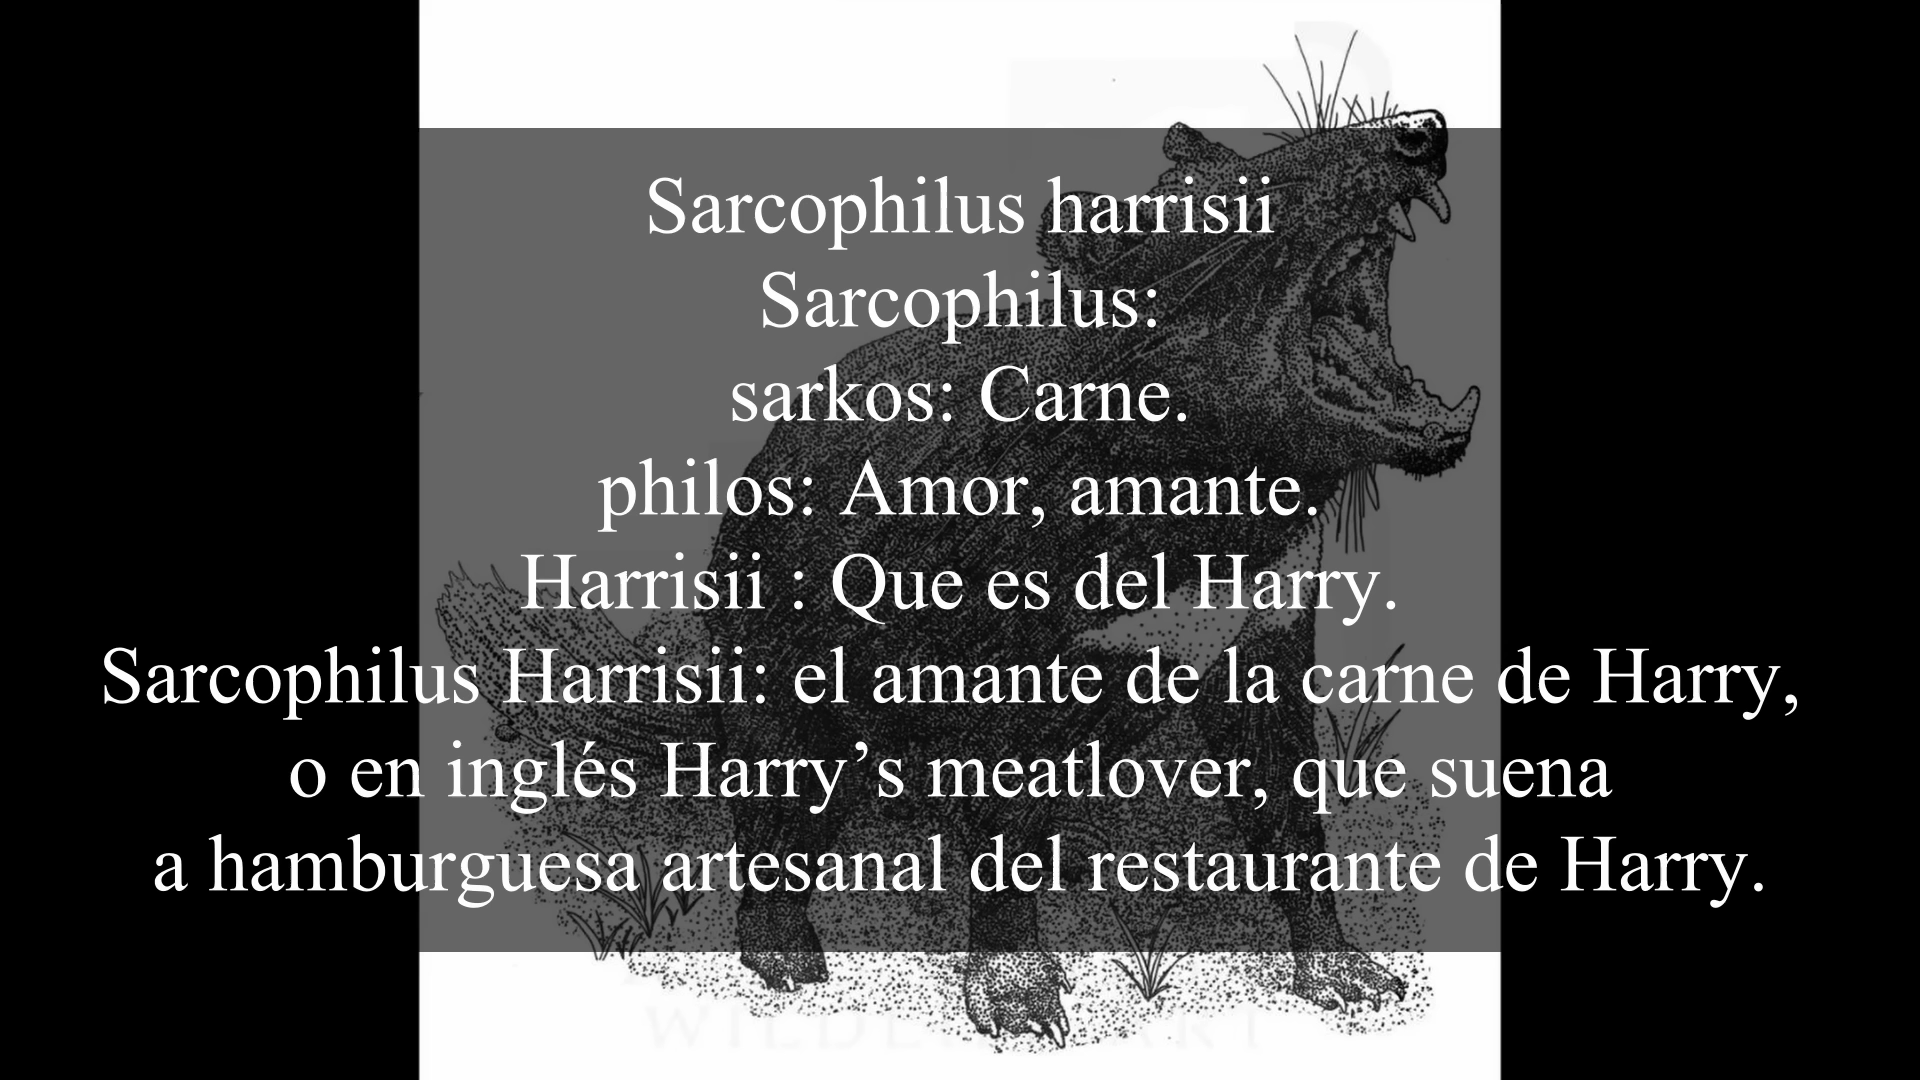 Sarcophilus harrisii
Sarcophilus:
sarkos: Carne.
philos: Amor, amante.
Harrisii : Que es del Harry.
Sarcophilus Harrisii: el amante de la carne de Harry,
o en inglés Harry’s meatlover, que suena
a hamburguesa artesanal del restaurante de Harry.